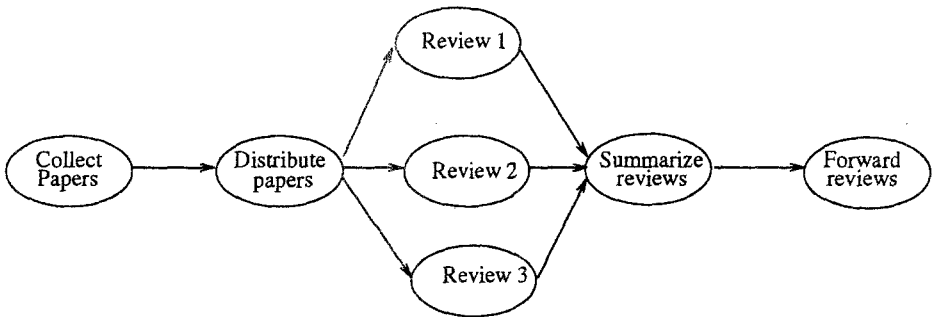 Review 1
Collect
Papers
Distribute
papers
Review 2
Summarize
reviews
Forward
reviews
Review 3